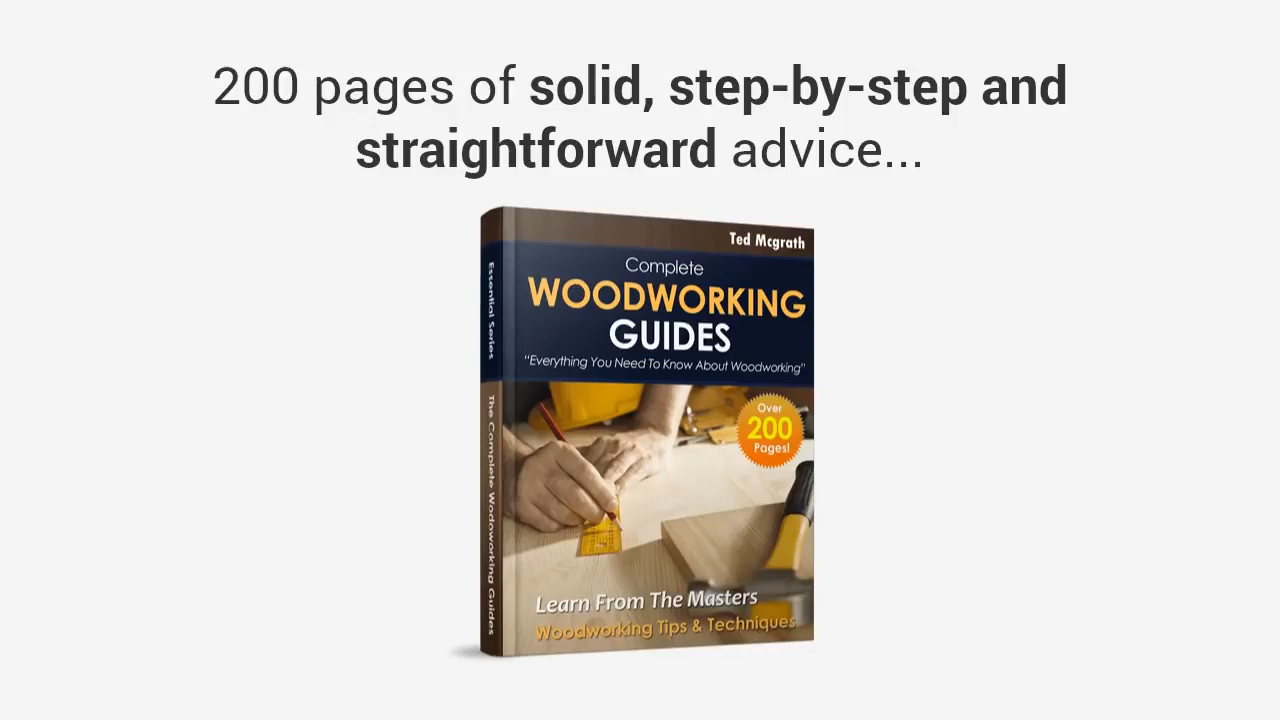 200 pages of solid, step-by-step and
straightforward advice...
Ted Mcgrath
Complete
WOODWORKING
GUIDES
"Everything You Need To Know About Woodworking"
Over
200
Pages!
Learn From The Masters
Woodworking Tips & Techniques
Essential Series
The Complete Wodoworking Guides